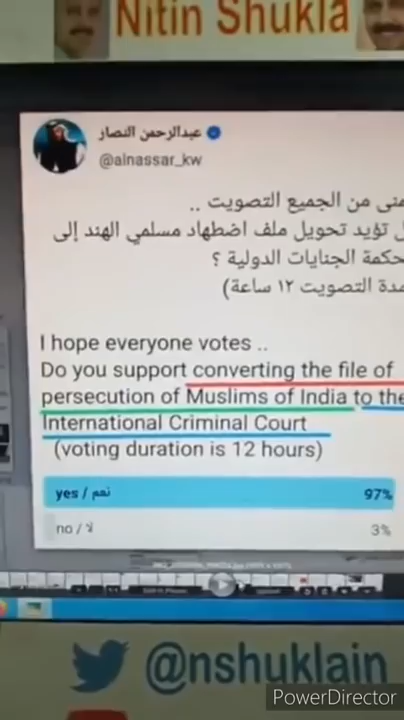 Nitin Shukla
عبدالرحمن النصار
@alnassar_kw
منى من الجميع التصويت ..
ل تؤيد تحويل ملف اضطهاد مسلمي الهند إلى
حكمة الجنايات الدولية ؟
مدة التصويت ١٢ ساعة)
I hope everyone votes ..
Do you support converting the file of
persecution of Muslims of India to the
International Criminal Court
(voting duration is 12 hours)
yes / نعم 97%
no / لا 3%
@nshuklain
PowerDirector